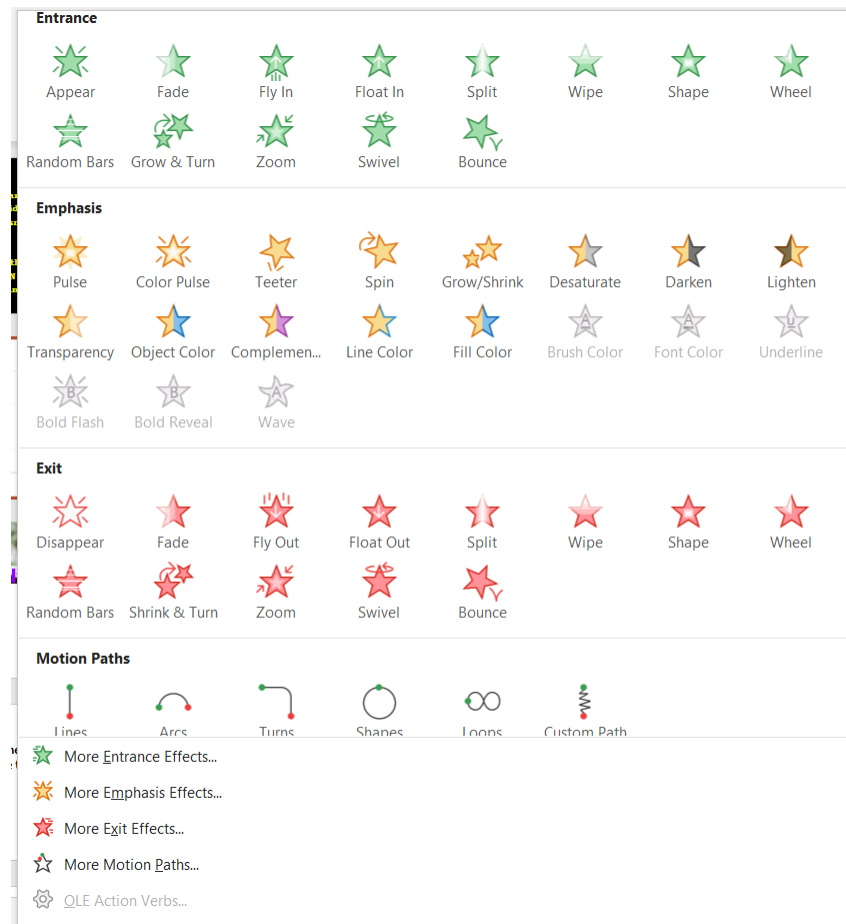 Entrance
Appear Fade Fly In Float In Split Wipe Shape Wheel
Random Bars Grow & Turn Zoom Swivel Bounce
Emphasis
Pulse Color Pulse Teeter Spin Grow/Shrink Desaturate Darken Lighten
Transparency Object Color Complemen... Line Color Fill Color Brush Color Font Color Underline
Bold Flash Bold Reveal Wave
Exit
Disappear Fade Fly Out Float Out Split Wipe Shape Wheel
Random Bars Shrink & Turn Zoom Swivel Bounce
Motion Paths
Lines Arcs Turns Shapes Loops Custom Path
More Entrance Effects...
More Emphasis Effects...
More Exit Effects...
More Motion Paths...
OLE Action Verbs...